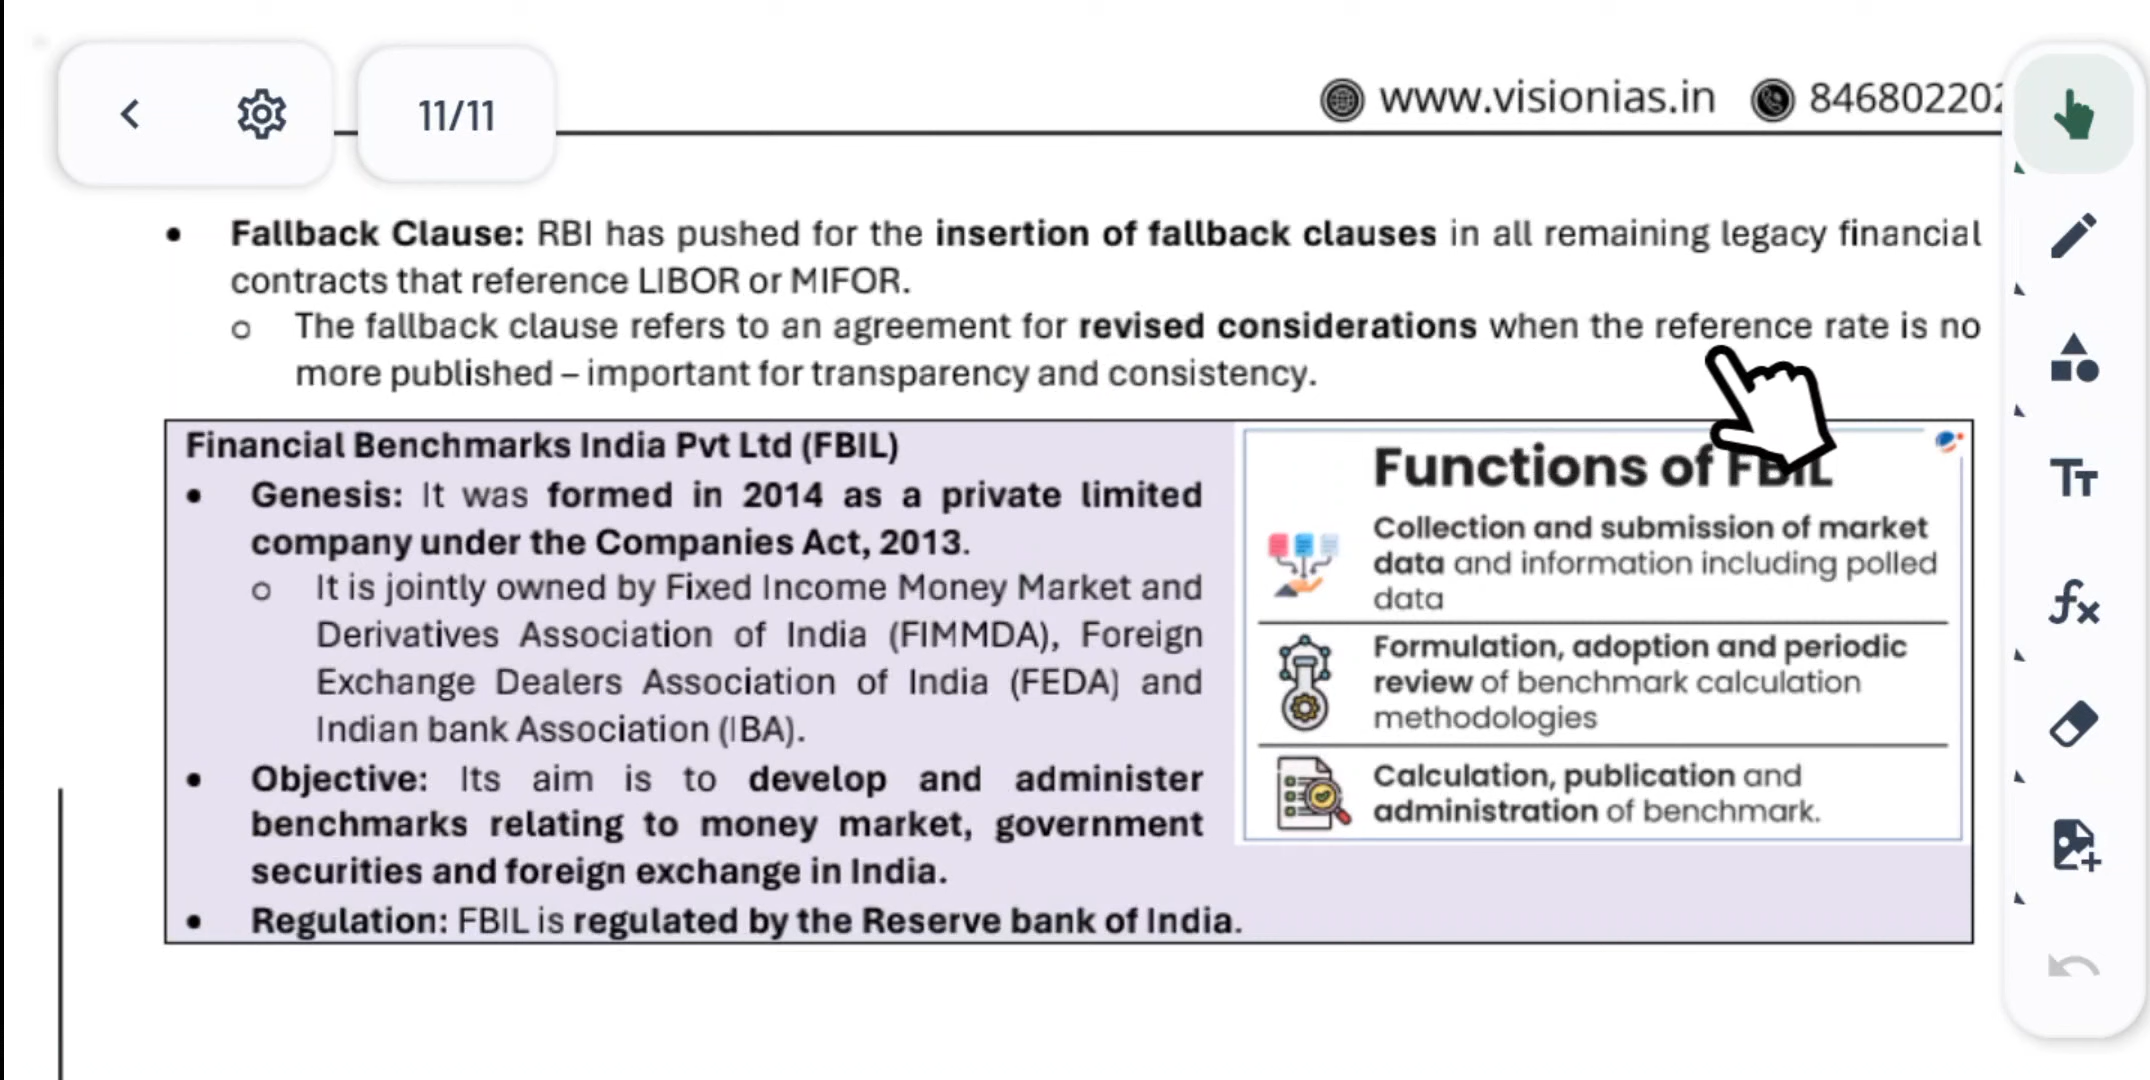 11/11
www.visionias.in 846802202
• Fallback Clause: RBI has pushed for the insertion of fallback clauses in all remaining legacy financial
contracts that reference LIBOR or MIFOR.
o The fallback clause refers to an agreement for revised considerations when the reference rate is no
more published – important for transparency and consistency.
Financial Benchmarks India Pvt Ltd (FBIL)
• Genesis: It was formed in 2014 as a private limited
company under the Companies Act, 2013.
o It is jointly owned by Fixed Income Money Market and
Derivatives Association of India (FIMMDA), Foreign
Exchange Dealers Association of India (FEDA) and
Indian bank Association (IBA).
• Objective: Its aim is to develop and administer
benchmarks relating to money market, government
securities and foreign exchange in India.
• Regulation: FBIL is regulated by the Reserve bank of India.
Functions of FBIL
Collection and submission of market
data and information including polled
data
Formulation, adoption and periodic
review of benchmark calculation
methodologies
Calculation, publication and
administration of benchmark.
Tт
fx